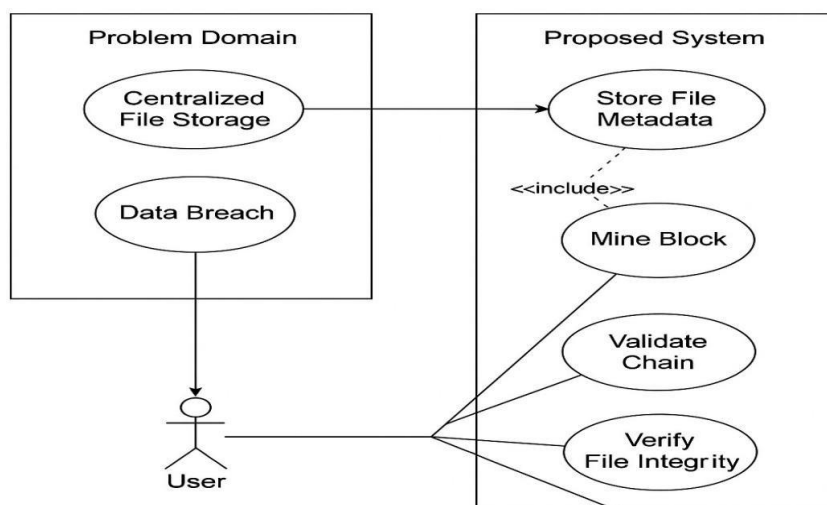 Problem Domain
Centralized
File Storage
Data Breach
User
Proposed System
Store File
Metadata
<<include>>
Mine Block
Validate
Chain
Verify
File Integrity